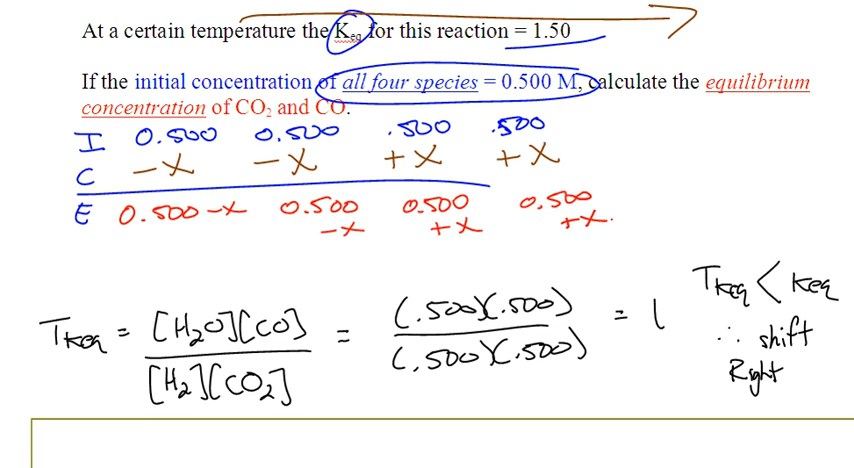 At a certain temperature the Keq for this reaction = 1.50
If the initial concentration of all four species = 0.500 M, calculate the equilibrium
concentration of CO₂ and CO.
I 0.500 0.500 .500 .500
C -x -x +x +x
E 0.500-x 0.500 0.500 0.500
-x +x +x.
TKeq = [H₂O][CO] = (.500)(.500) = 1 TKeq < Keq
[H₂][CO₂] (.500)(.500) ∴ shift
Right